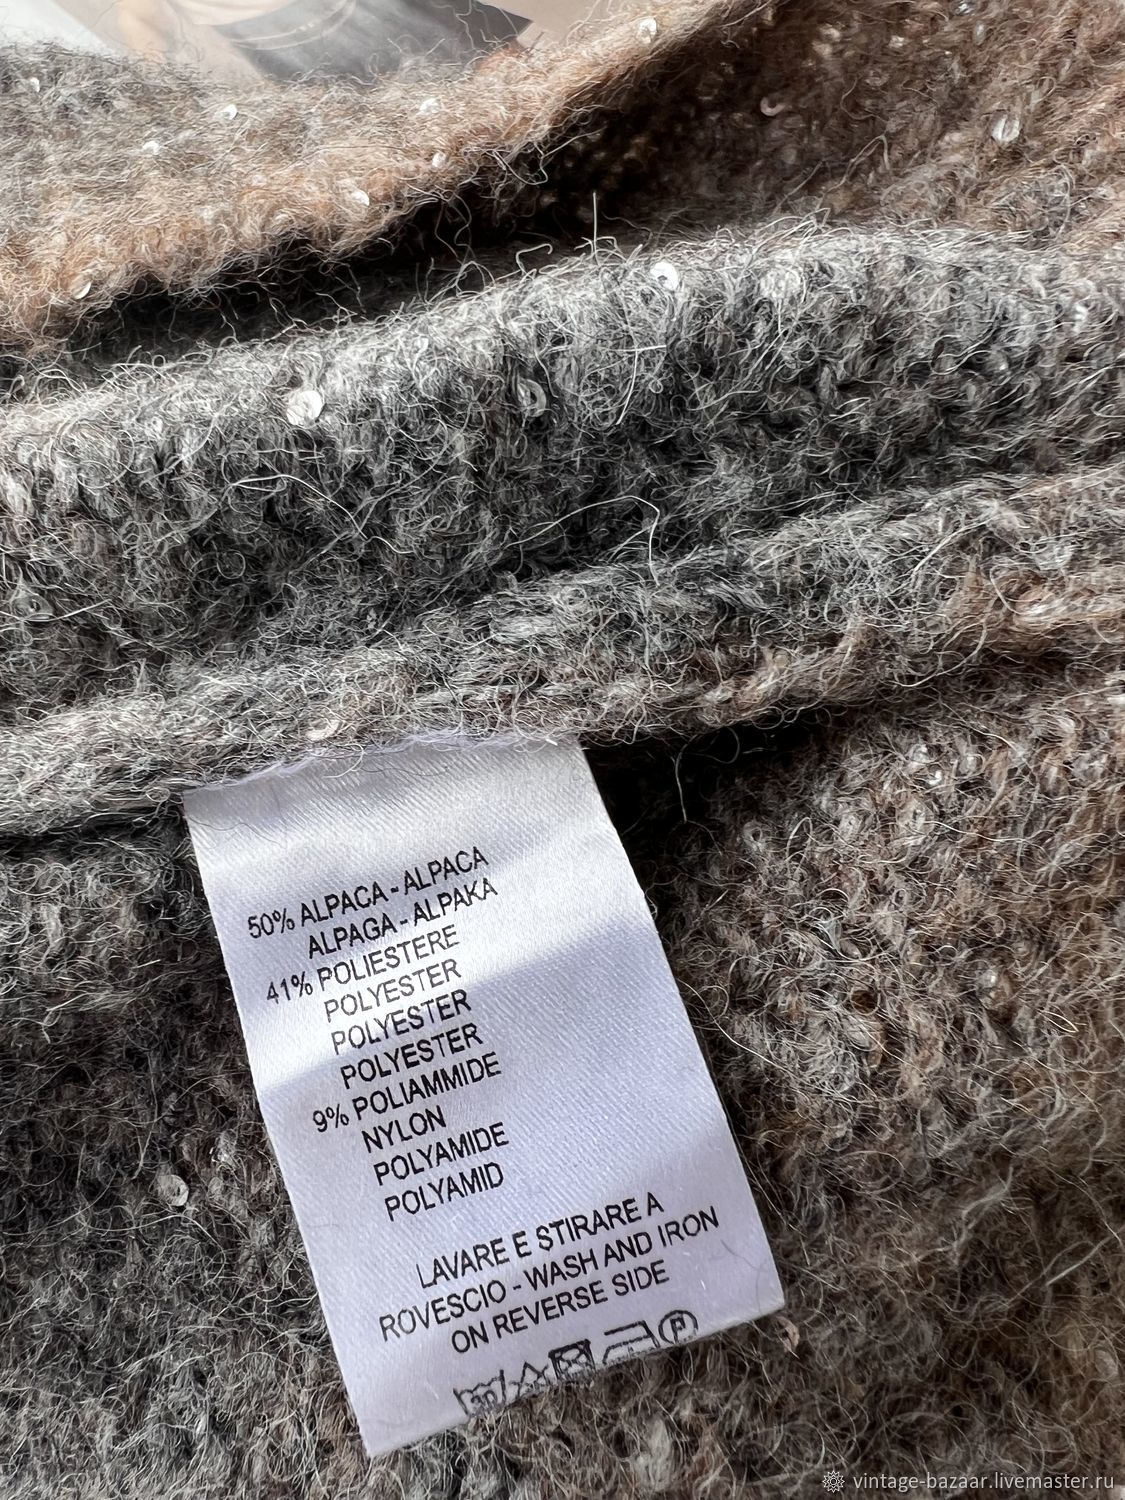 50% ALPACA - ALPACA
ALPAGA - ALPAKA
41% POLIESTERE
POLYESTER
POLYESTER
POLYESTER
9% POLIAMMIDE
NYLON
POLYAMIDE
POLYAMID
LAVARE E STIRARE A
ROVESCIO - WASH AND IRON
ON REVERSE SIDE
30 P
vintage-bazaar.livemaster.ru